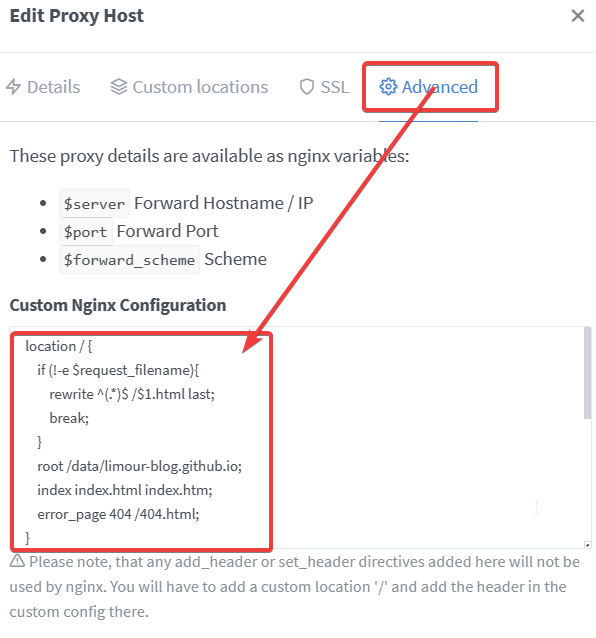 Edit Proxy Host
Details Custom locations SSL Advanced
These proxy details are available as nginx variables:
$server Forward Hostname / IP
$port Forward Port
$forward_scheme Scheme
Custom Nginx Configuration
location / {
if (!-e $request_filename){
rewrite ^(.*)$ /$1.html last;
break;
}
root /data/limour-blog.github.io;
index index.html index.htm;
error_page 404 /404.html;
}
Please note, that any add_header or set_header directives added here will not be
used by nginx. You will have to add a custom location '/' and add the header in the
custom config there.